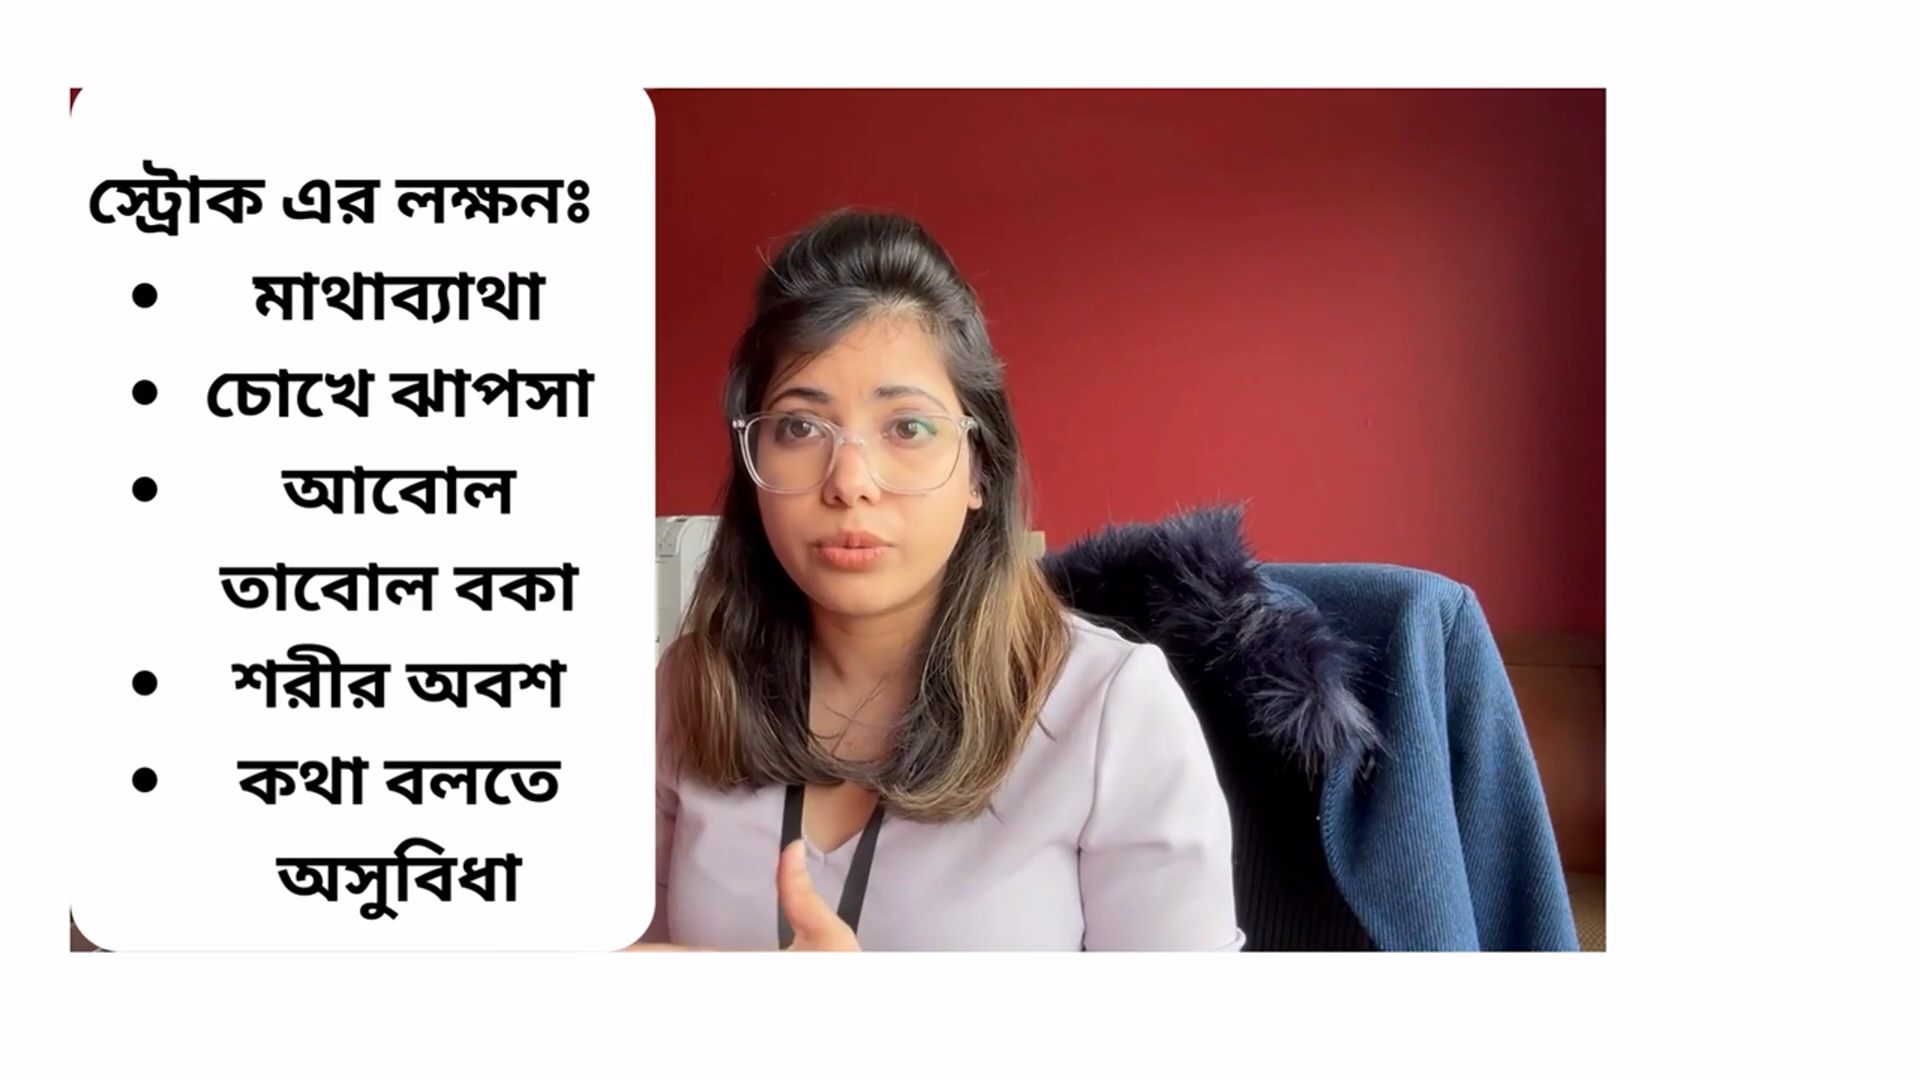 স্ট্রোক এর লক্ষনঃ
• মাথাব্যাথা
• চোখে ঝাপসা
• আবোল
তাবোল বকা
• শরীর অবশ
• কথা বলতে
অসুবিধা